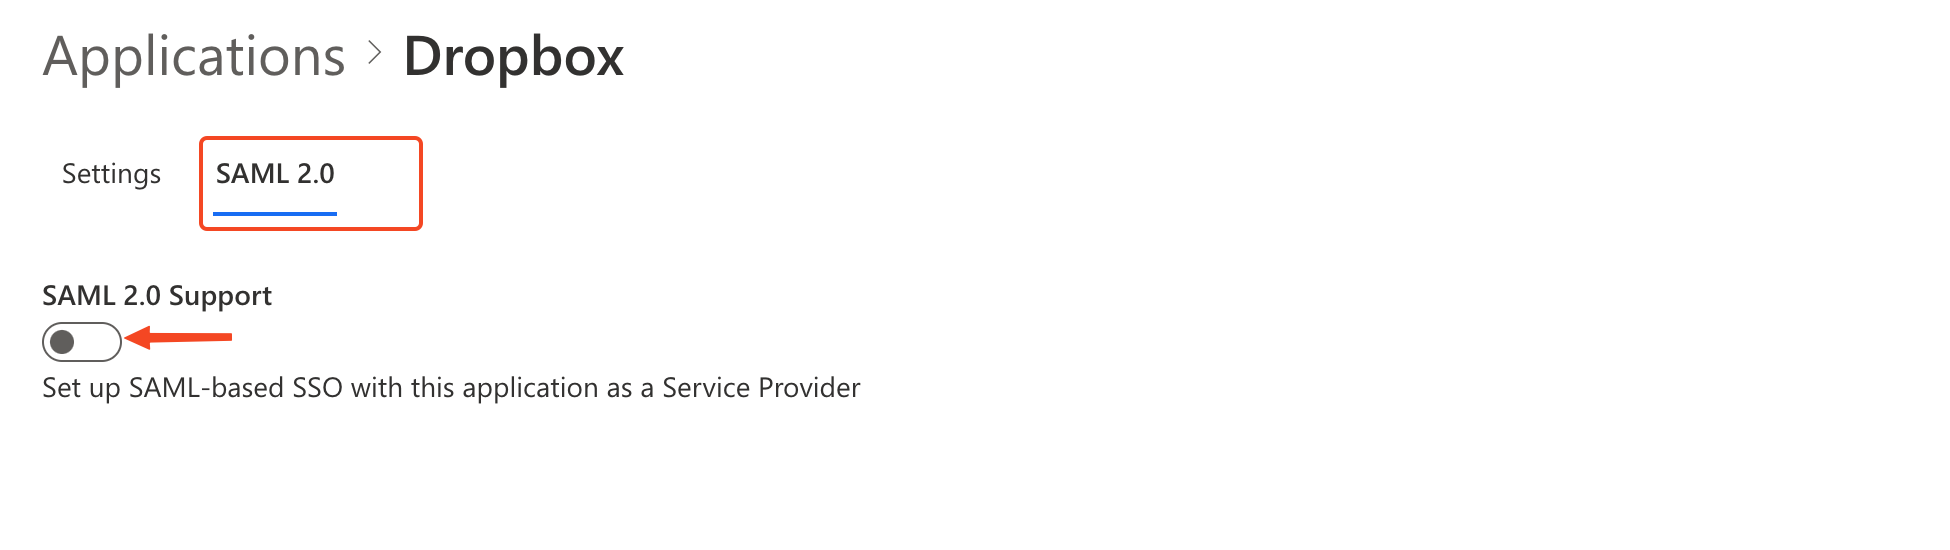 Applications > Dropbox
Settings SAML 2.0
SAML 2.0 Support
Set up SAML-based SSO with this application as a Service Provider